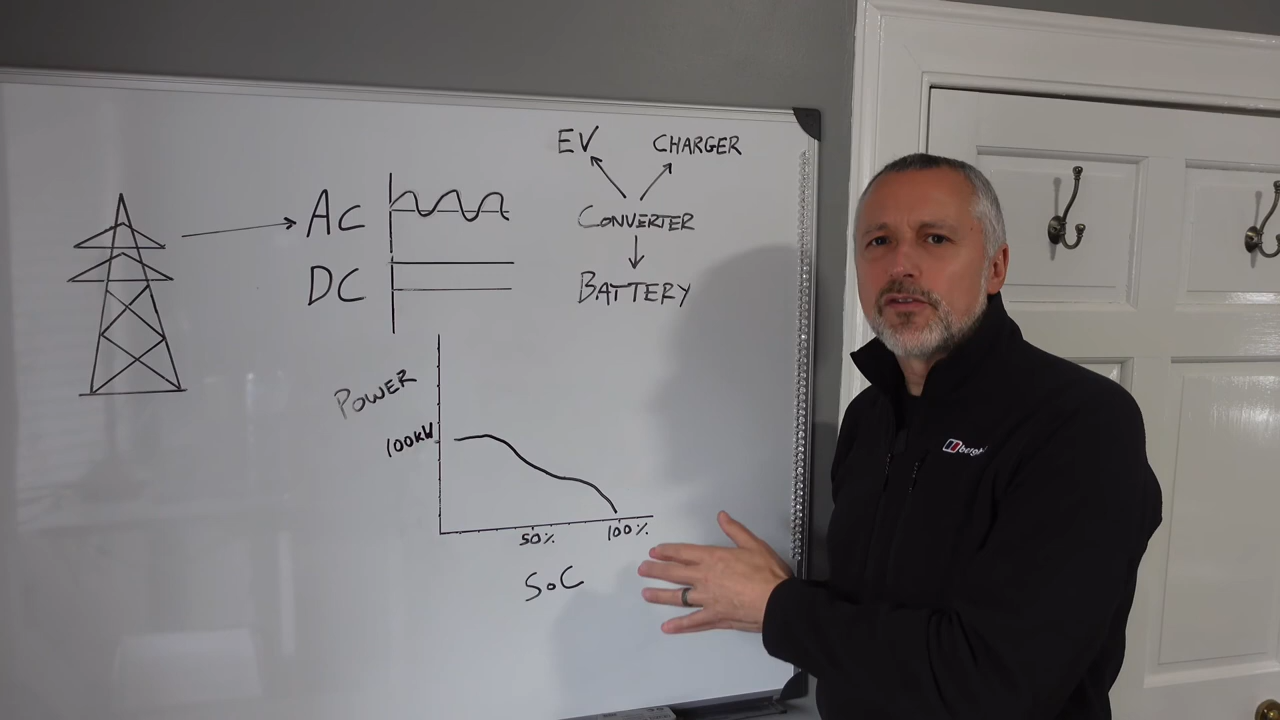 EV CHARGER
AC
CONVERTER
DC
BATTERY
POWER
100kW
50% 100%
SoC